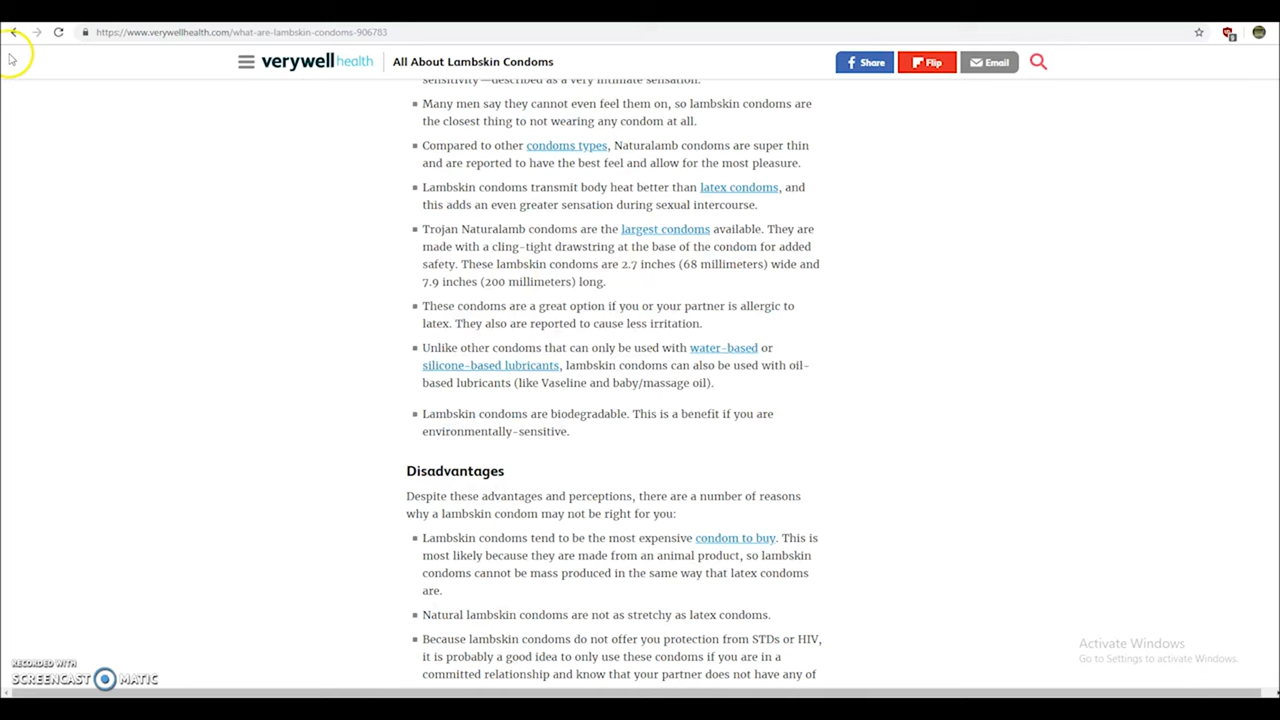 https://www.verywellhealth.com/what-are-lambskin-condoms-906783
verywell health
All About Lambskin Condoms
Share
Flip
Email
sensitivity—described as a very intimate sensation.
Many men say they cannot even feel them on, so lambskin condoms are
the closest thing to not wearing any condom at all.
Compared to other condoms types, Naturalamb condoms are super thin
and are reported to have the best feel and allow for the most pleasure.
Lambskin condoms transmit body heat better than latex condoms, and
this adds an even greater sensation during sexual intercourse.
Trojan Naturalamb condoms are the largest condoms available. They are
made with a cling-tight drawstring at the base of the condom for added
safety. These lambskin condoms are 2.7 inches (68 millimeters) wide and
7.9 inches (200 millimeters) long.
These condoms are a great option if you or your partner is allergic to
latex. They also are reported to cause less irritation.
Unlike other condoms that can only be used with water-based or
silicone-based lubricants, lambskin condoms can also be used with oil-
based lubricants (like Vaseline and baby/massage oil).
Lambskin condoms are biodegradable. This is a benefit if you are
environmentally-sensitive.
Disadvantages
Despite these advantages and perceptions, there are a number of reasons
why a lambskin condom may not be right for you:
Lambskin condoms tend to be the most expensive condom to buy. This is
most likely because they are made from an animal product, so lambskin
condoms cannot be mass produced in the same way that latex condoms
are.
Natural lambskin condoms are not as stretchy as latex condoms.
Because lambskin condoms do not offer you protection from STDs or HIV,
it is probably a good idea to only use these condoms if you are in a
committed relationship and know that your partner does not have any of
Activate Windows
Go to Settings to activate Windows.
RECORDED WITH
SCREENCAST MATIC